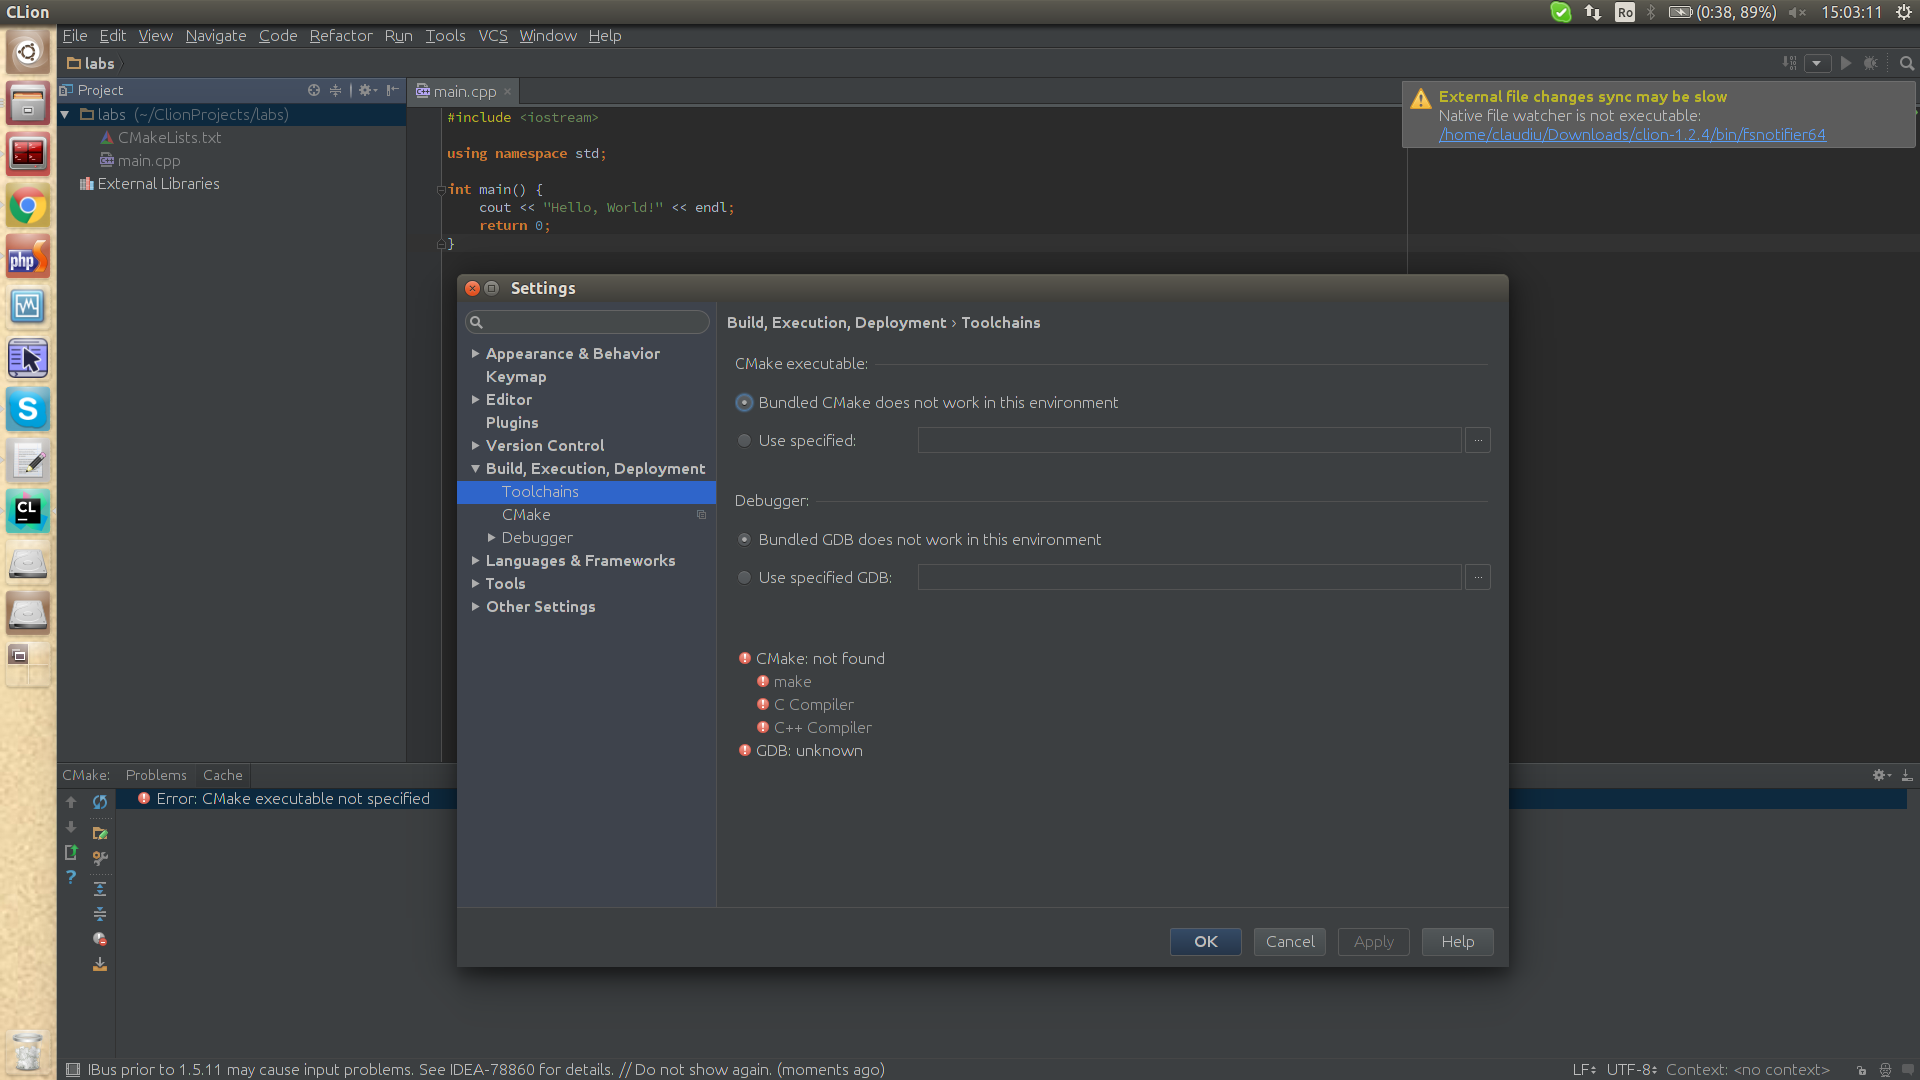 CLion
Ro
(0:38, 89%)
15:03:11
File Edit View Navigate Code Refactor Run Tools VCS Window Help
labs
Project
labs (~/ClionProjects/labs)
CMakeLists.txt
main.cpp
External Libraries
main.cpp
#include <iostream>
using namespace std;
int main() {
cout << "Hello, World!" << endl;
return 0;
}
External file changes sync may be slow
Native file watcher is not executable:
/home/claudiu/Downloads/clion-1.2.4/bin/fsnotifier64
php
S
CL
Settings
Appearance & Behavior
Keymap
Editor
Plugins
Version Control
Build, Execution, Deployment
Toolchains
CMake
Debugger
Languages & Frameworks
Tools
Other Settings
Build, Execution, Deployment › Toolchains
CMake executable:
Bundled CMake does not work in this environment
Use specified:
...
Debugger:
Bundled GDB does not work in this environment
Use specified GDB:
...
CMake: not found
make
C Compiler
C++ Compiler
GDB: unknown
OK
Cancel
Apply
Help
CMake: Problems Cache
Error: CMake executable not specified
IBus prior to 1.5.11 may cause input problems. See IDEA-78860 for details. // Do not show again. (moments ago)
LF UTF-8 Context: <no context>